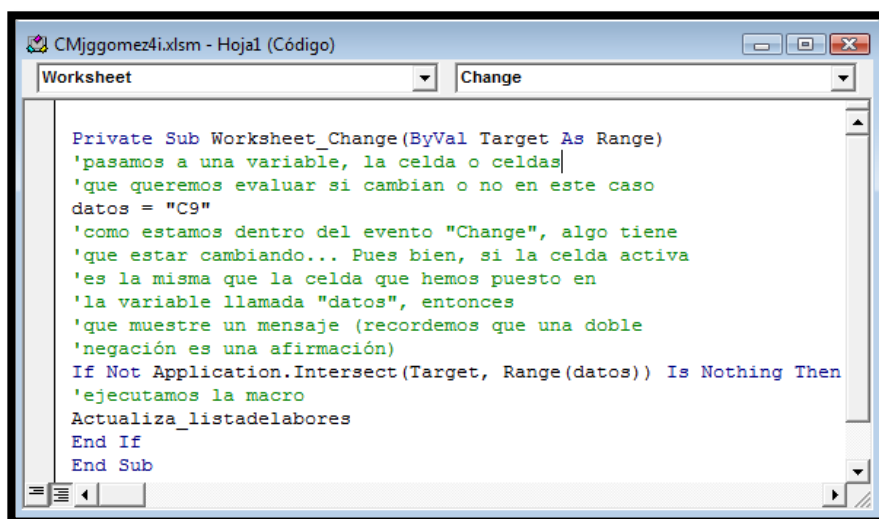 CMjggomez4i.xlsm - Hoja1 (Código)
Worksheet Change
Private Sub Worksheet_Change(ByVal Target As Range)
'pasamos a una variable, la celda o celdas
'que queremos evaluar si cambian o no en este caso
datos = "C9"
'como estamos dentro del evento "Change", algo tiene
'que estar cambiando... Pues bien, si la celda activa
'es la misma que la celda que hemos puesto en
'la variable llamada "datos", entonces
'que muestre un mensaje (recordemos que una doble
'negación es una afirmación)
If Not Application.Intersect(Target, Range(datos)) Is Nothing Then
'ejecutamos la macro
Actualiza_listadelabores
End If
End Sub